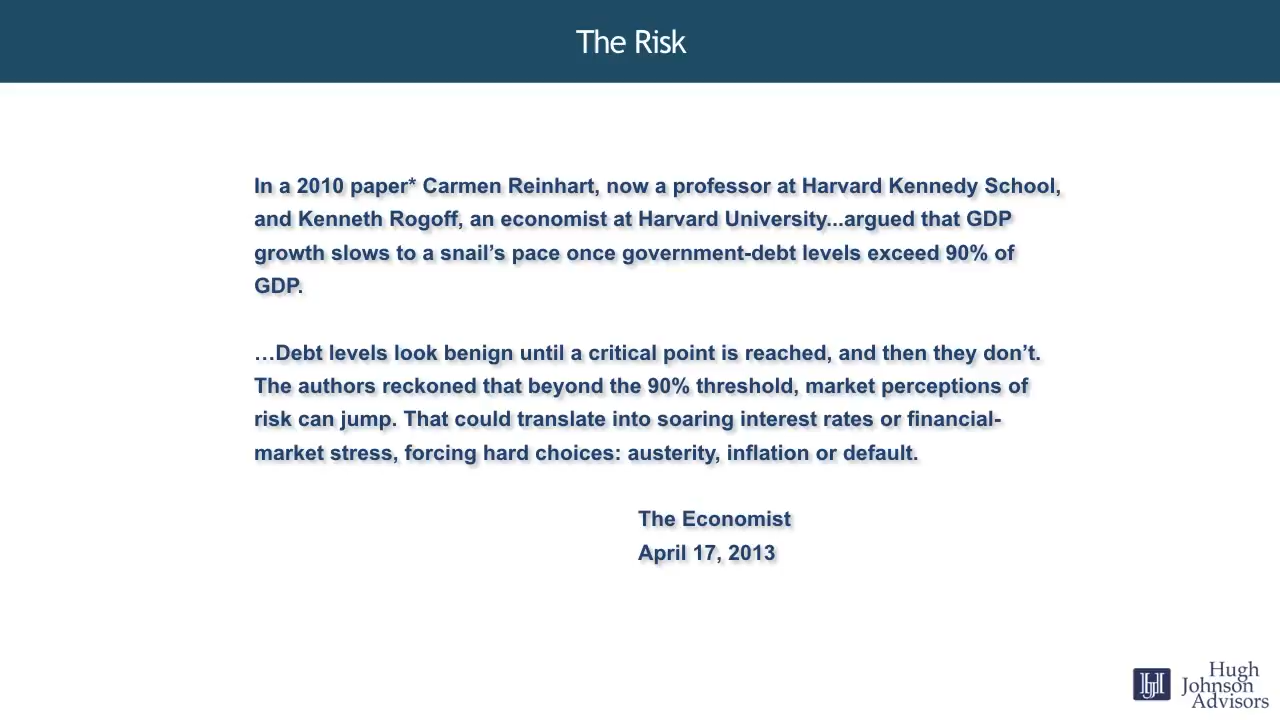 The Risk
In a 2010 paper* Carmen Reinhart, now a professor at Harvard Kennedy School,
and Kenneth Rogoff, an economist at Harvard University...argued that GDP
growth slows to a snail’s pace once government-debt levels exceed 90% of
GDP.
…Debt levels look benign until a critical point is reached, and then they don’t.
The authors reckoned that beyond the 90% threshold, market perceptions of
risk can jump. That could translate into soaring interest rates or financial-
market stress, forcing hard choices: austerity, inflation or default.
The Economist
April 17, 2013
HJ
Hugh
Johnson
Advisors